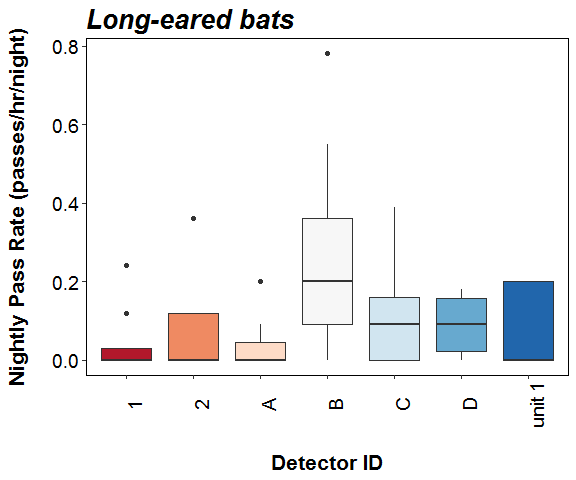 Long-eared bats
Nightly Pass Rate (passes/hr/night)
0.8
0.6
0.4
0.2
0.0
1
2
A
B
C
D
unit 1
Detector ID